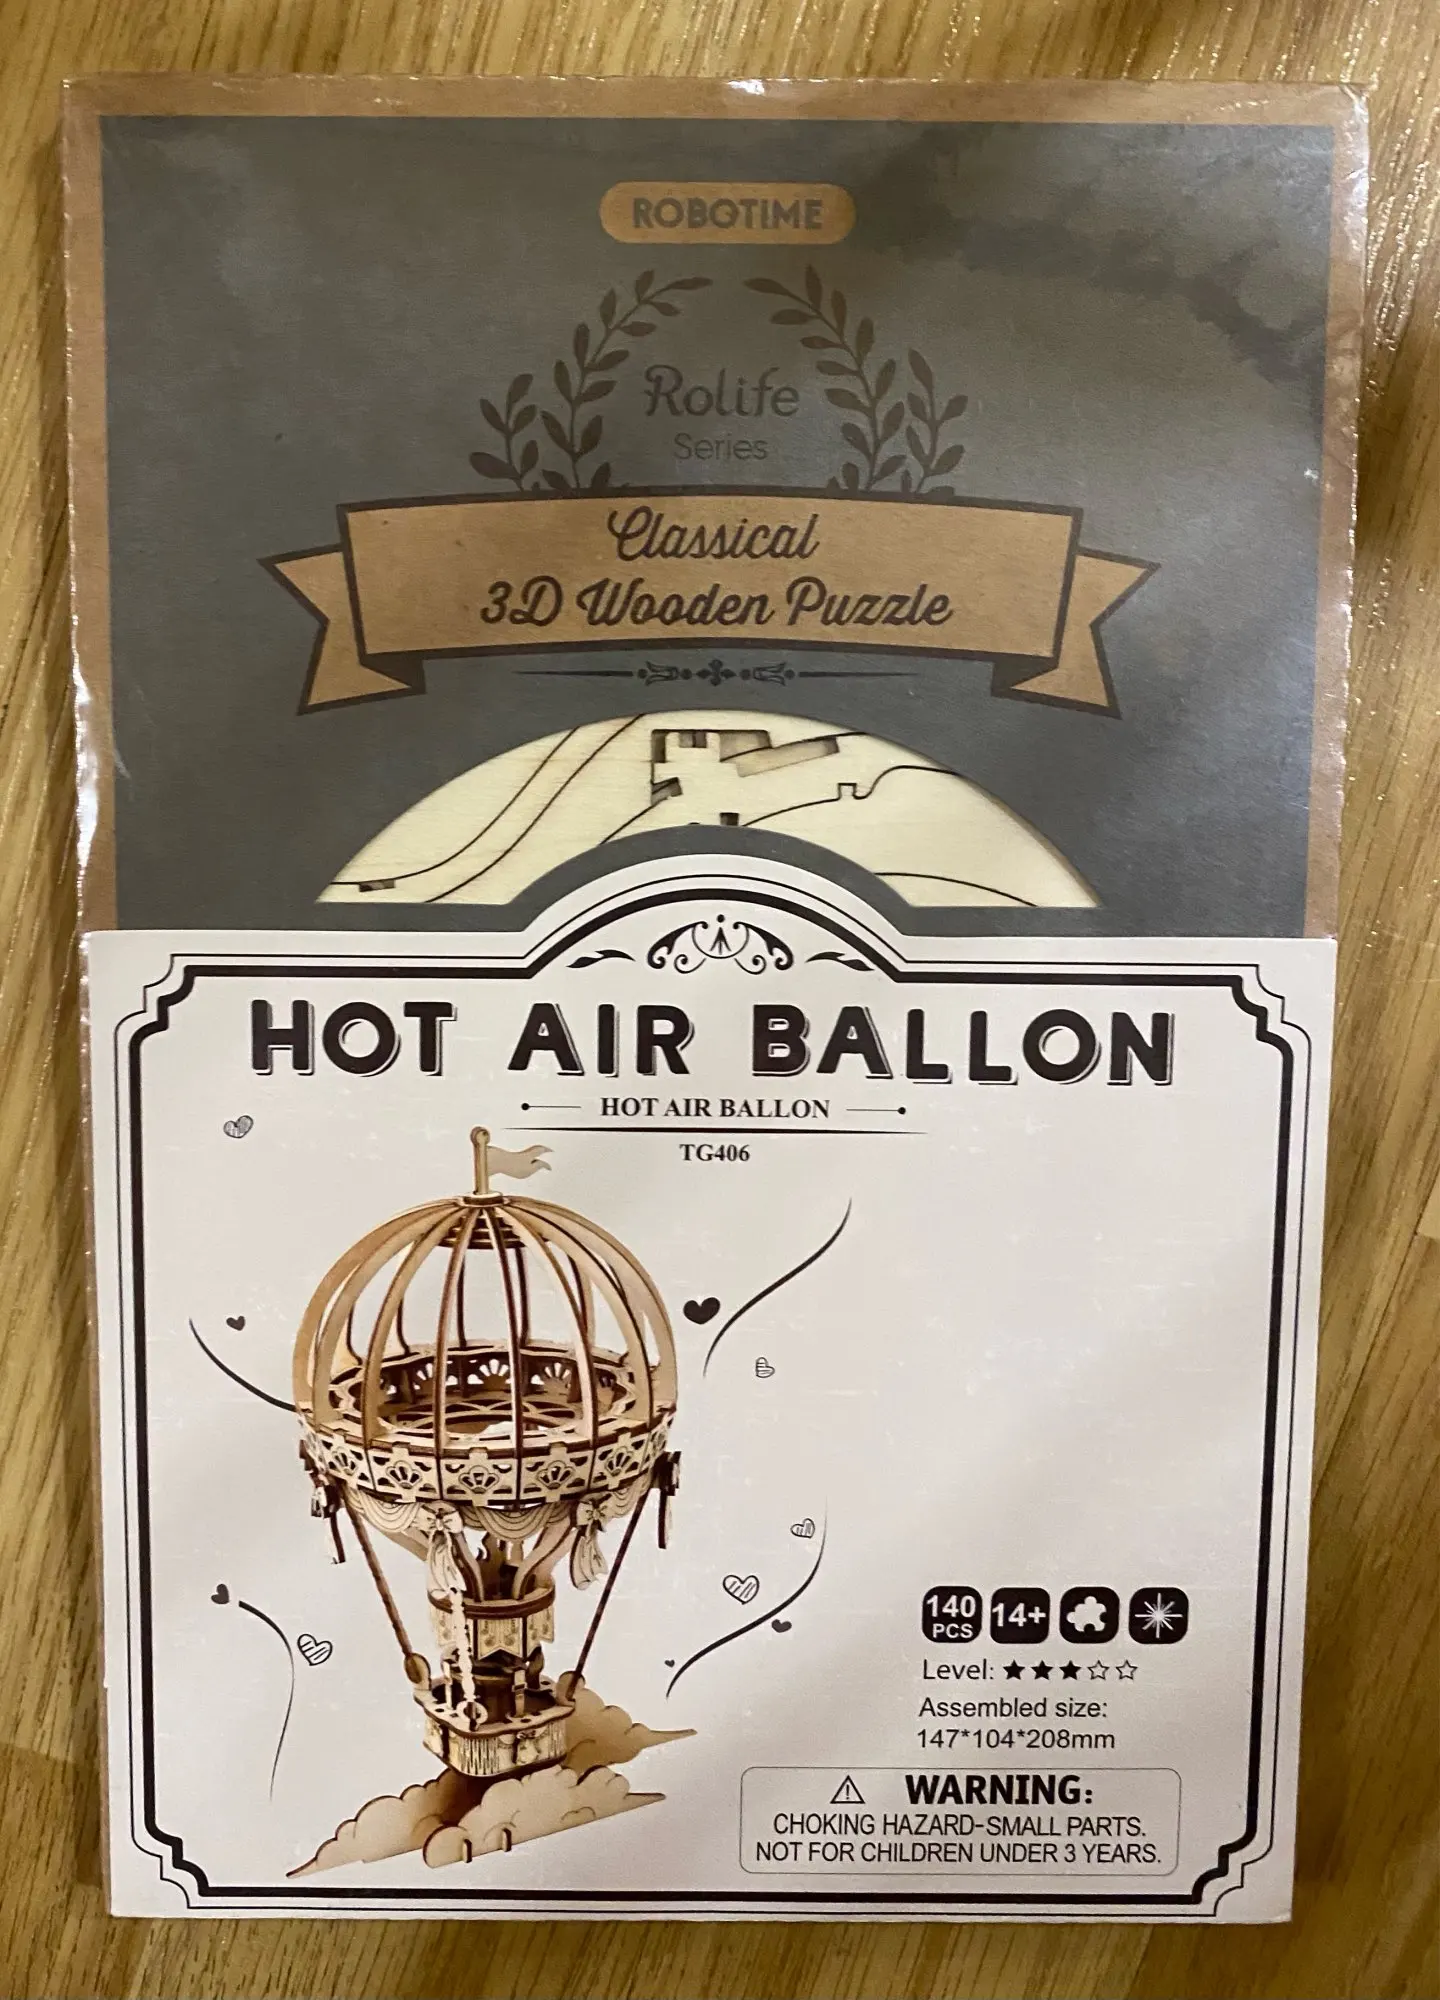 ROBOTIME
Rolife
Series
Classical
3D Wooden Puzzle
HOT AIR BALLON
HOT AIR BALLON
TG406
140
PCS
14+
Level: ★★★☆☆
Assembled size:
147*104*208mm
WARNING:
CHOKING HAZARD-SMALL PARTS.
NOT FOR CHILDREN UNDER 3 YEARS.